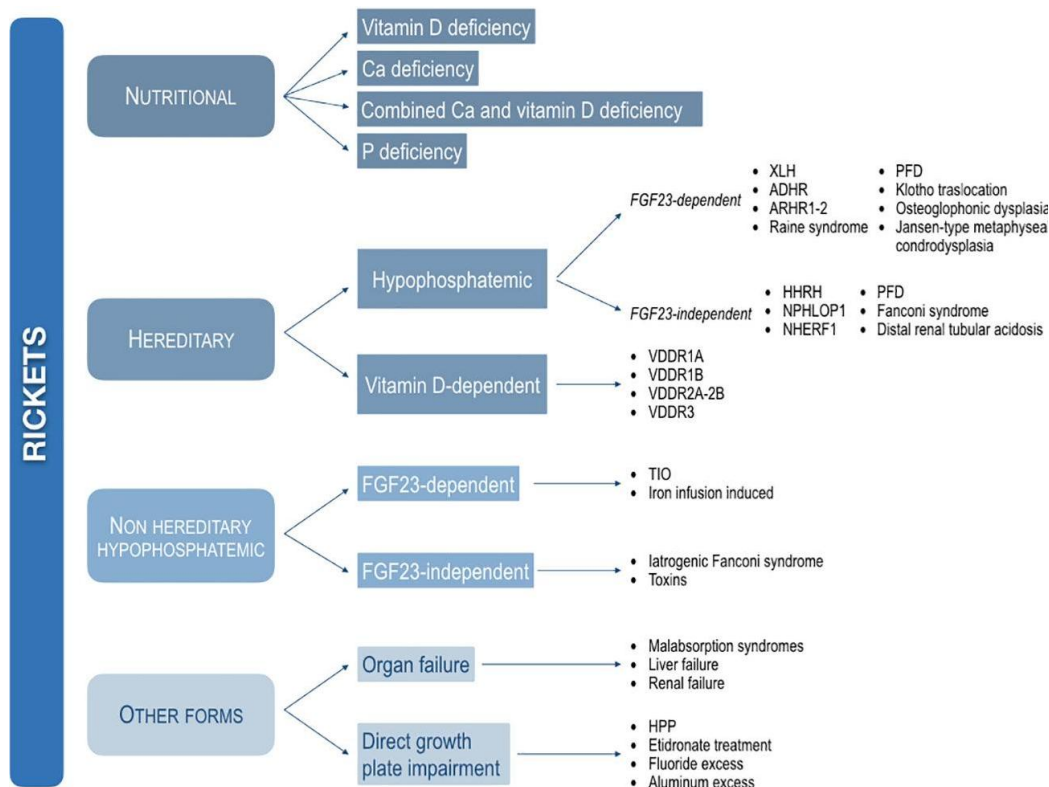 RICKETS
NUTRITIONAL
Vitamin D deficiency
Ca deficiency
Combined Ca and vitamin D deficiency
P deficiency
HEREDITARY
Hypophosphatemic
FGF23-dependent
• XLH
• ADHR
• ARHR1-2
• Raine syndrome
• PFD
• Klotho traslocation
• Osteoglophonic dysplasia
• Jansen-type metaphyseal
condrodysplasia
FGF23-independent
• HHRH
• NPHLOP1
• NHERF1
• PFD
• Fanconi syndrome
• Distal renal tubular acidosis
Vitamin D-dependent
• VDDR1A
• VDDR1B
• VDDR2A-2B
• VDDR3
NON HEREDITARY
HYPOPHOSPHATEMIC
FGF23-dependent
• TIO
• Iron infusion induced
FGF23-independent
• Iatrogenic Fanconi syndrome
• Toxins
OTHER FORMS
Organ failure
• Malabsorption syndromes
• Liver failure
• Renal failure
Direct growth
plate impairment
• HPP
• Etidronate treatment
• Fluoride excess
• Aluminum excess